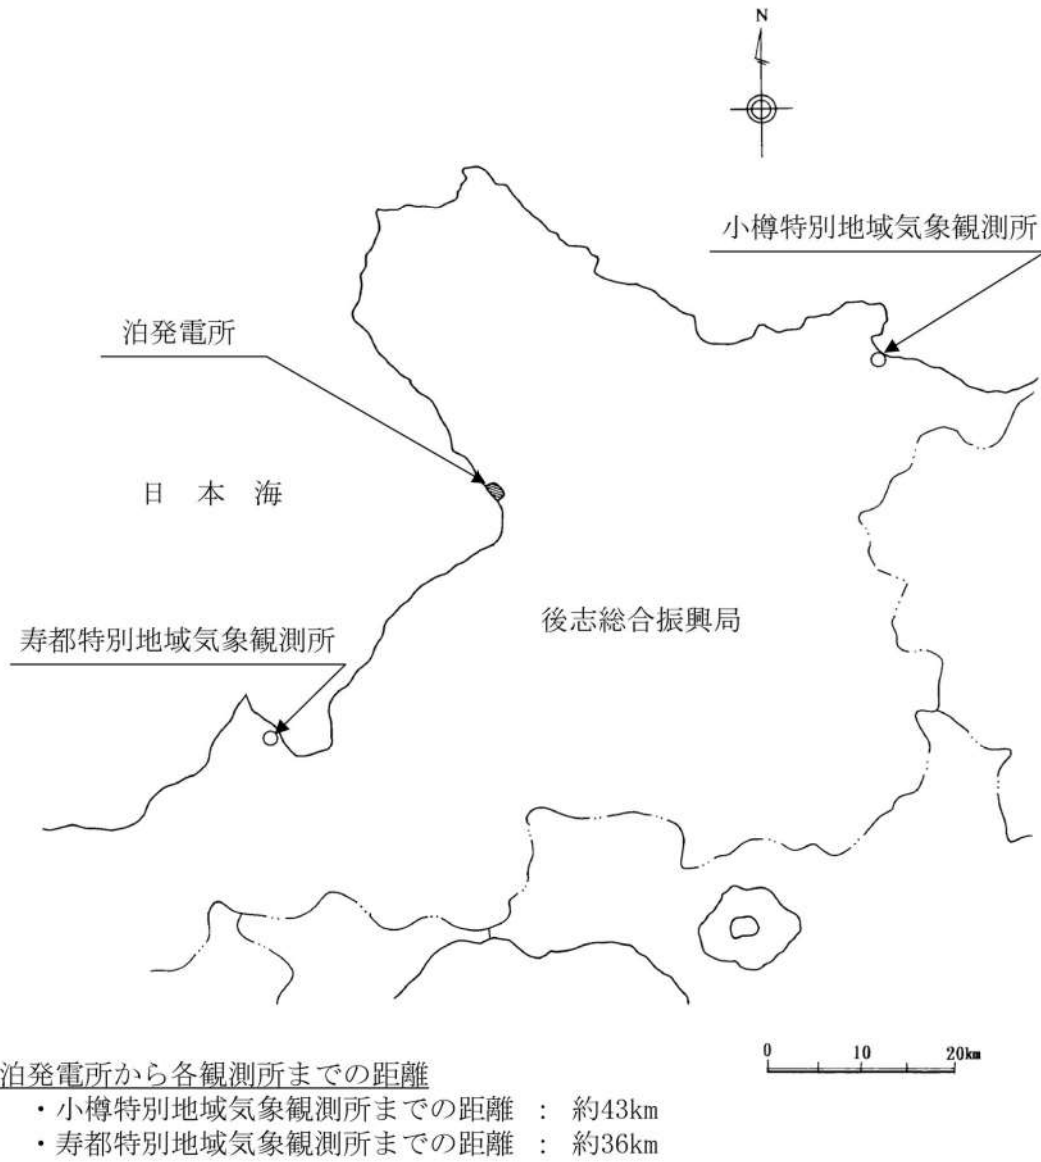 N
小樽特別地域気象観測所
泊発電所
日 本 海
後志総合振興局
寿都特別地域気象観測所
0 10 20km
泊発電所から各観測所までの距離
・小樽特別地域気象観測所までの距離 : 約43km
・寿都特別地域気象観測所までの距離 : 約36km